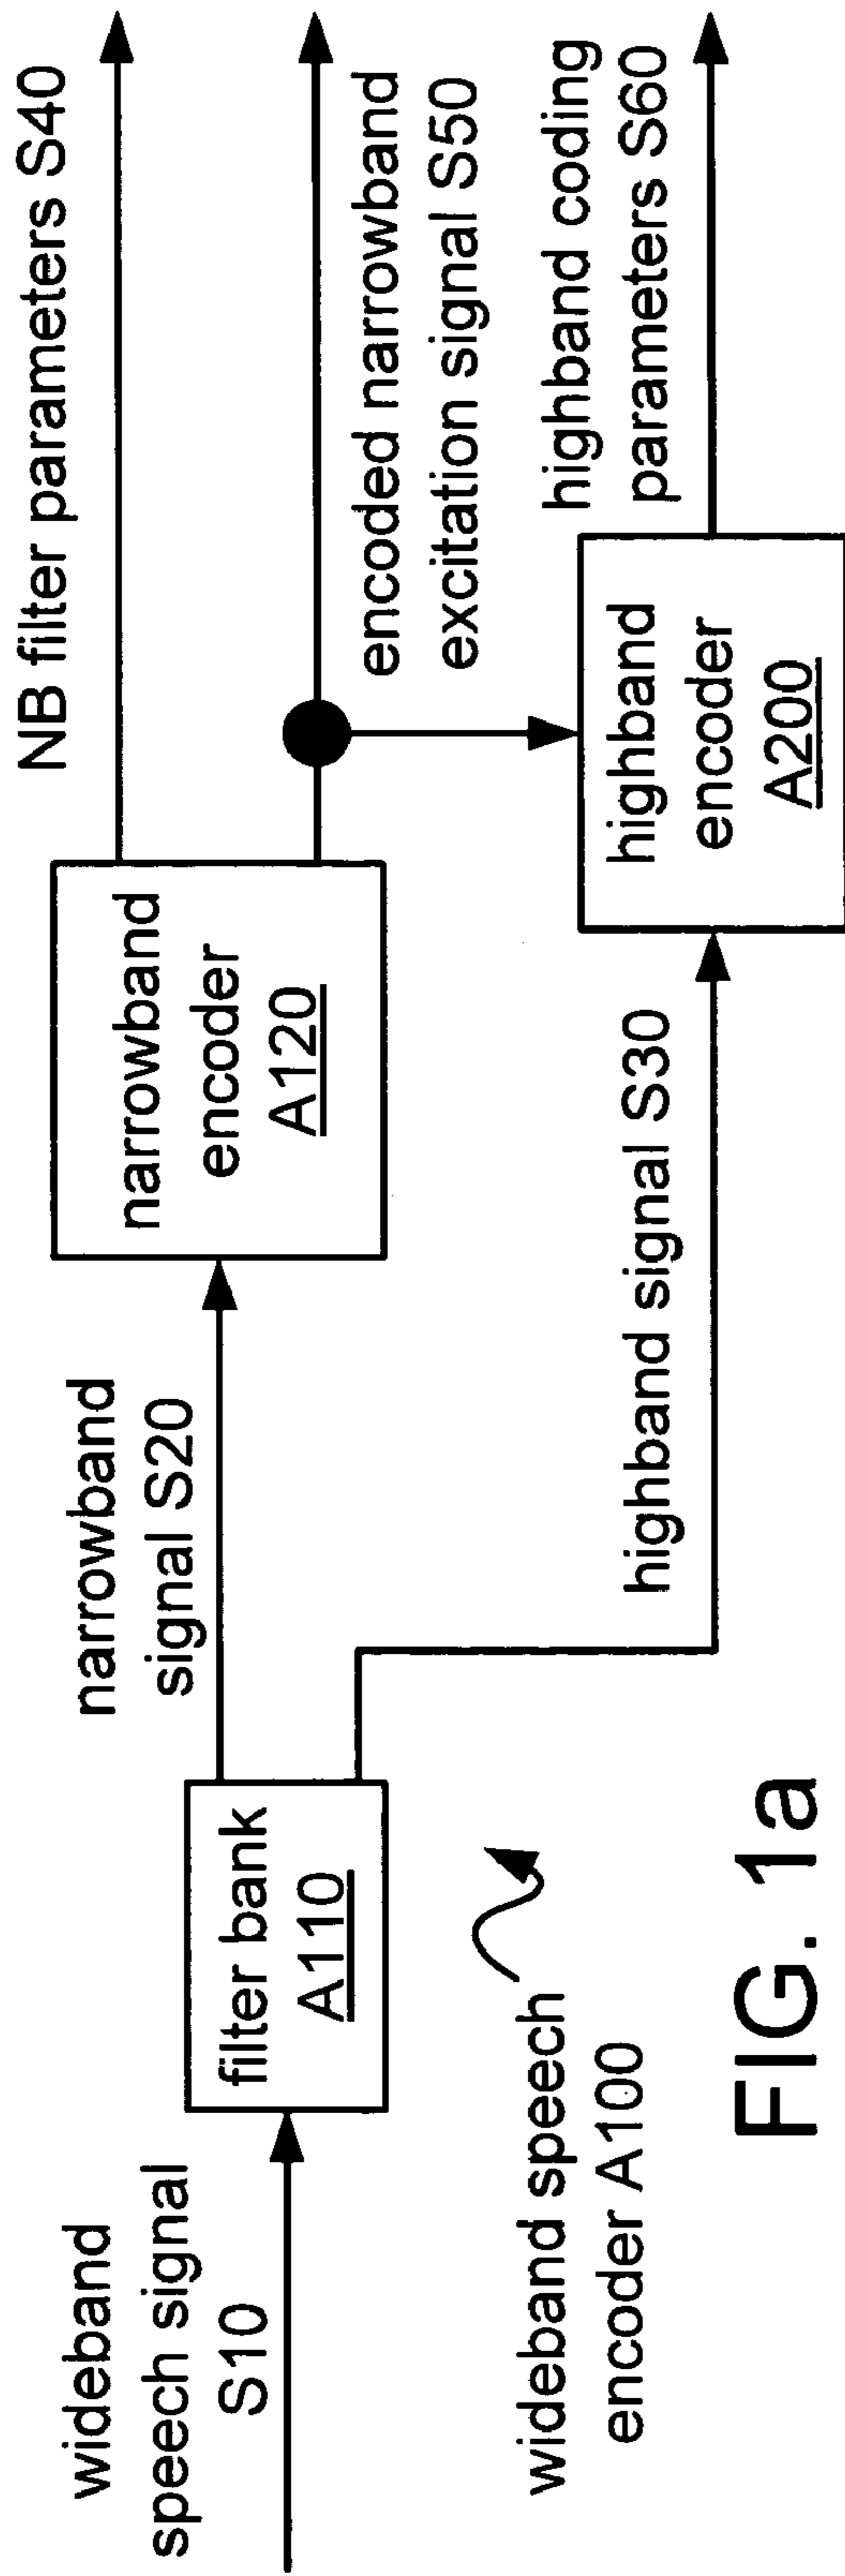 wideband
speech signal
S10
filter bank
A110
narrowband
signal S20
narrowband
encoder
A120
NB filter parameters S40
encoded narrowband
excitation signal S50
highband signal S30
highband
encoder
A200
highband coding
parameters S60
wideband speech
encoder A100
FIG. 1a